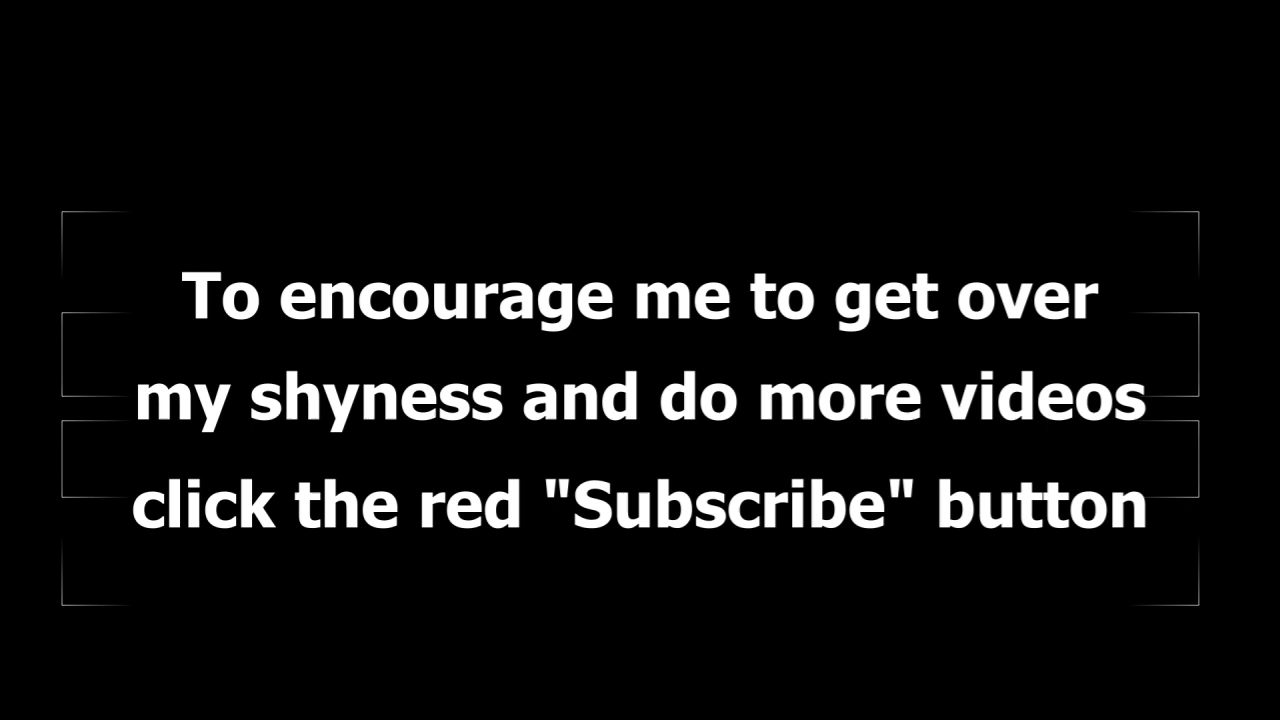 To encourage me to get over
my shyness and do more videos
click the red "Subscribe" button